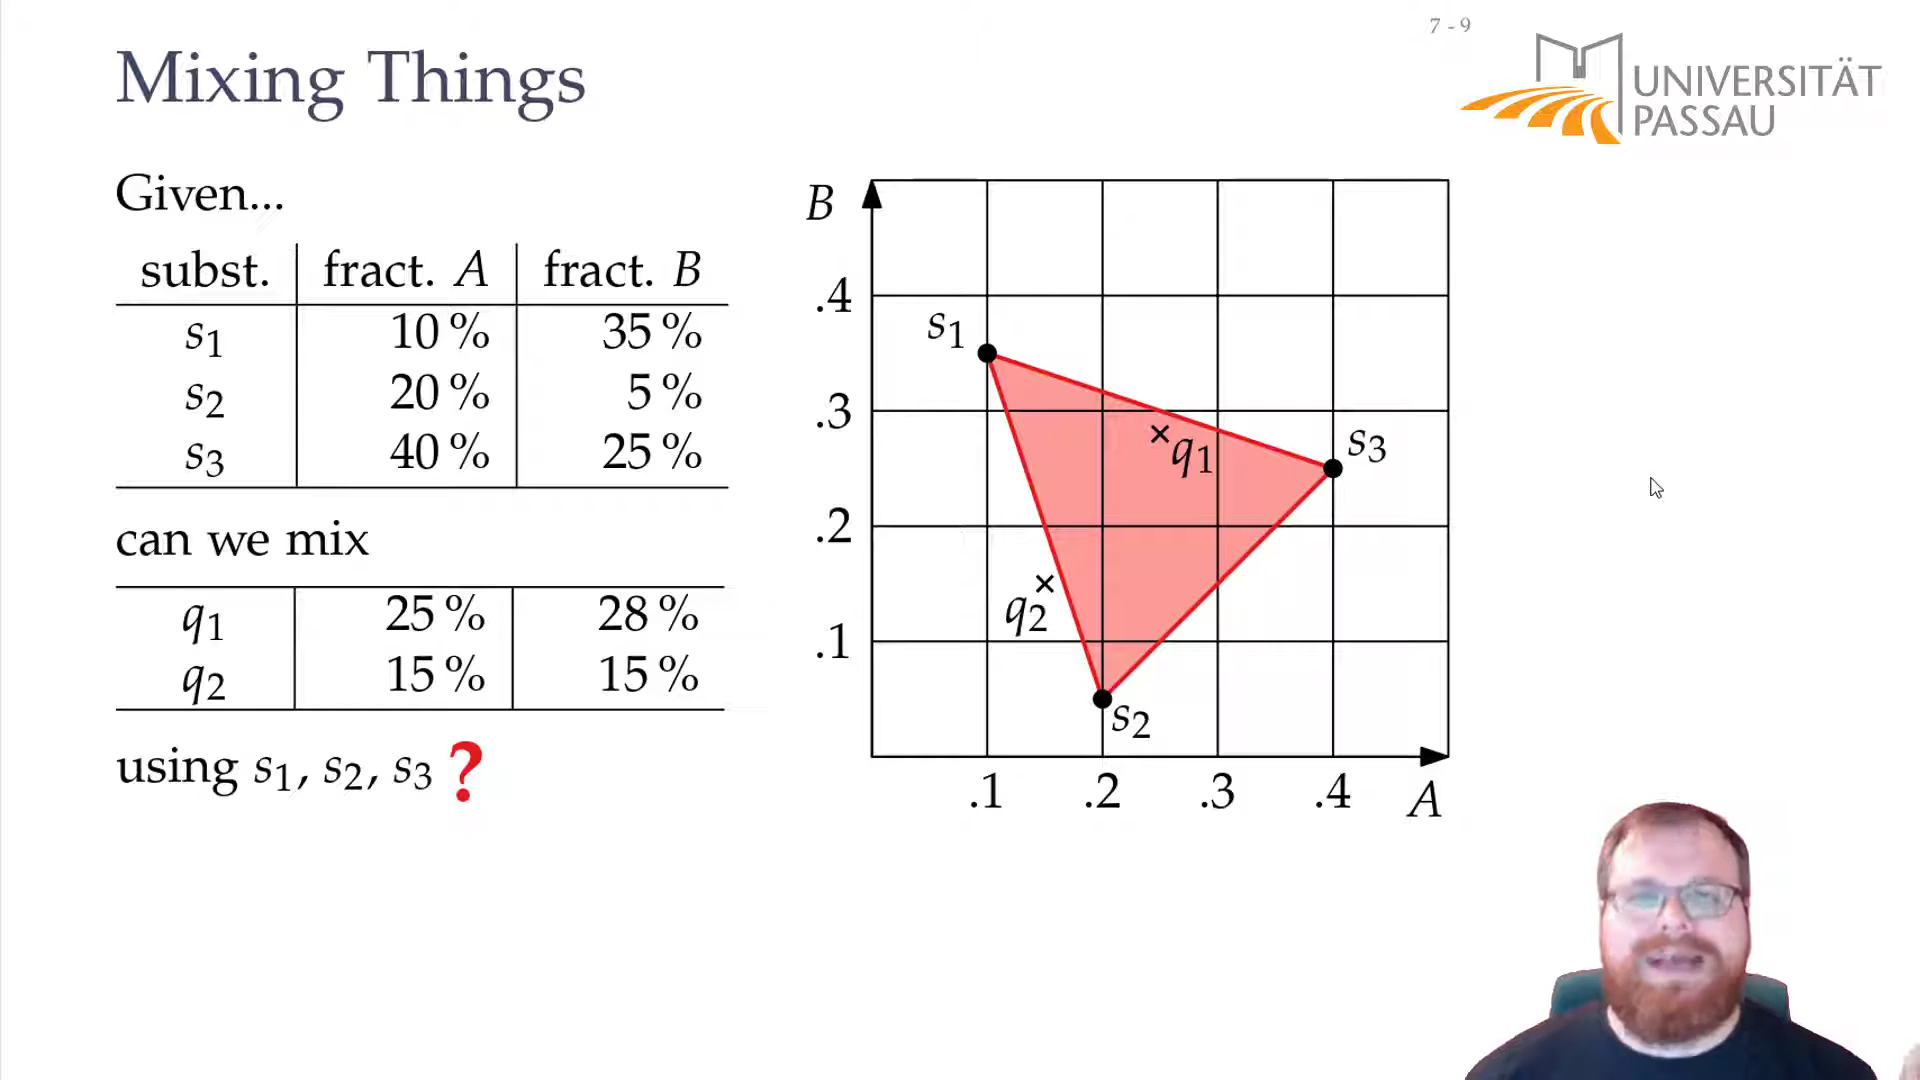 7 - 9
Mixing Things
UNIVERSITÄT
PASSAU
Given...
subst. fract. A fract. B
s1 10 % 35 %
s2 20 % 5 %
s3 40 % 25 %
can we mix
q1 25 % 28 %
q2 15 % 15 %
using s1, s2, s3 ?
B
.4
.3
.2
.1
s1
q1
s3
q2
s2
.1 .2 .3 .4 A